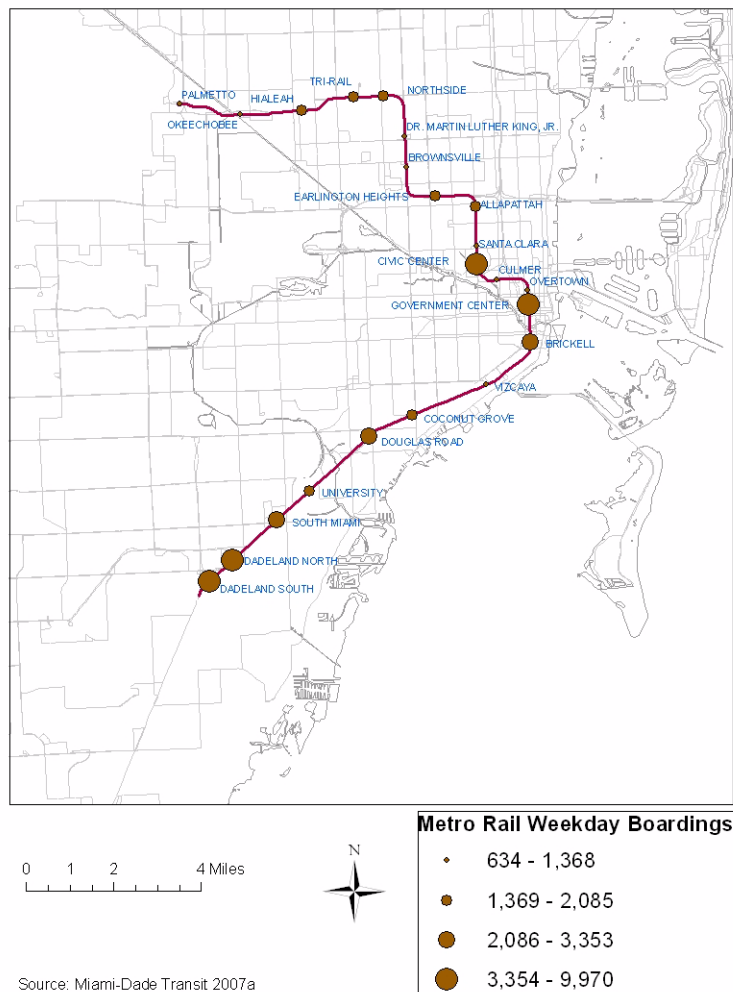 TRI-RAIL
PALMETTO
HIALEAH
NORTHSIDE
OKEECHOBEE
DR. MARTIN LUTHER KING, JR.
BROWNSVILLE
EARLINGTON HEIGHTS
ALLAPATTAH
SANTA CLARA
CIVIC CENTER
CULMER
OVERTOWN
GOVERNMENT CENTER
BRICKELL
VIZCAYA
COCONUT GROVE
DOUGLAS ROAD
UNIVERSITY
SOUTH MIAMI
DADELAND NORTH
DADELAND SOUTH
Metro Rail Weekday Boardings
634 - 1,368
1,369 - 2,085
2,086 - 3,353
3,354 - 9,970
N
0 1 2 4 Miles
Source: Miami-Dade Transit 2007a